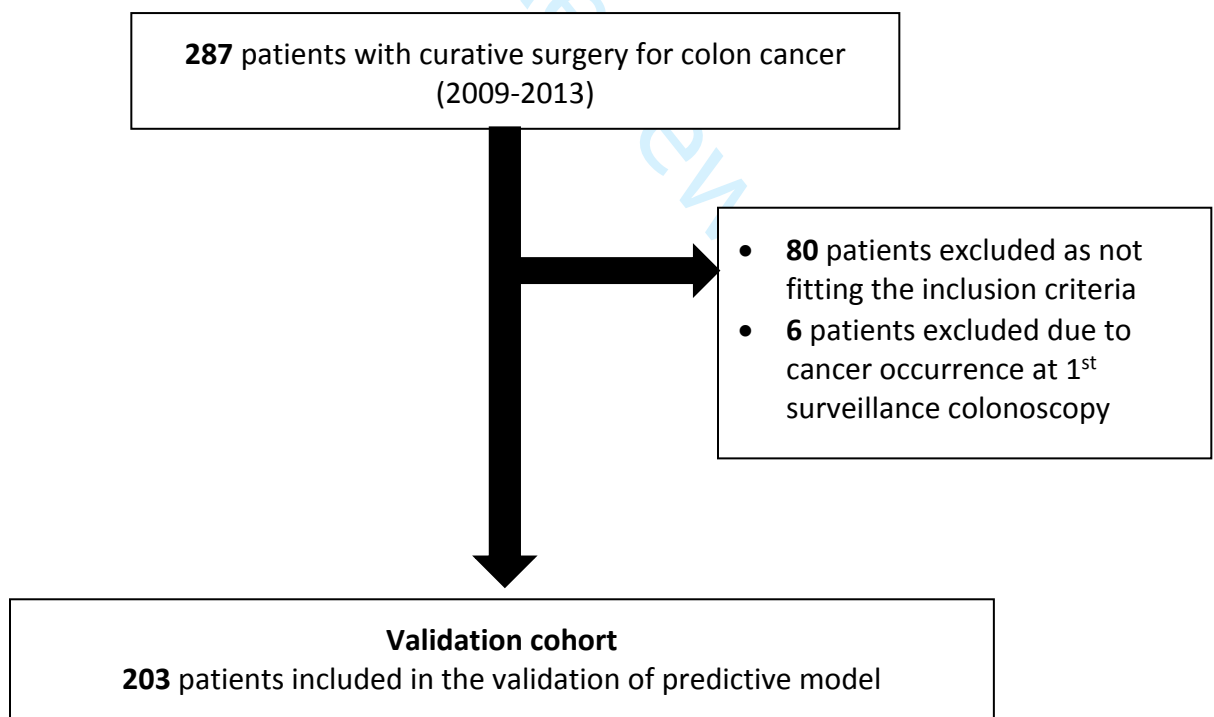 287 patients with curative surgery for colon cancer
(2009-2013)
ew
• 80 patients excluded as not
fitting the inclusion criteria
• 6 patients excluded due to
cancer occurrence at 1st
surveillance colonoscopy
Validation cohort
203 patients included in the validation of predictive model